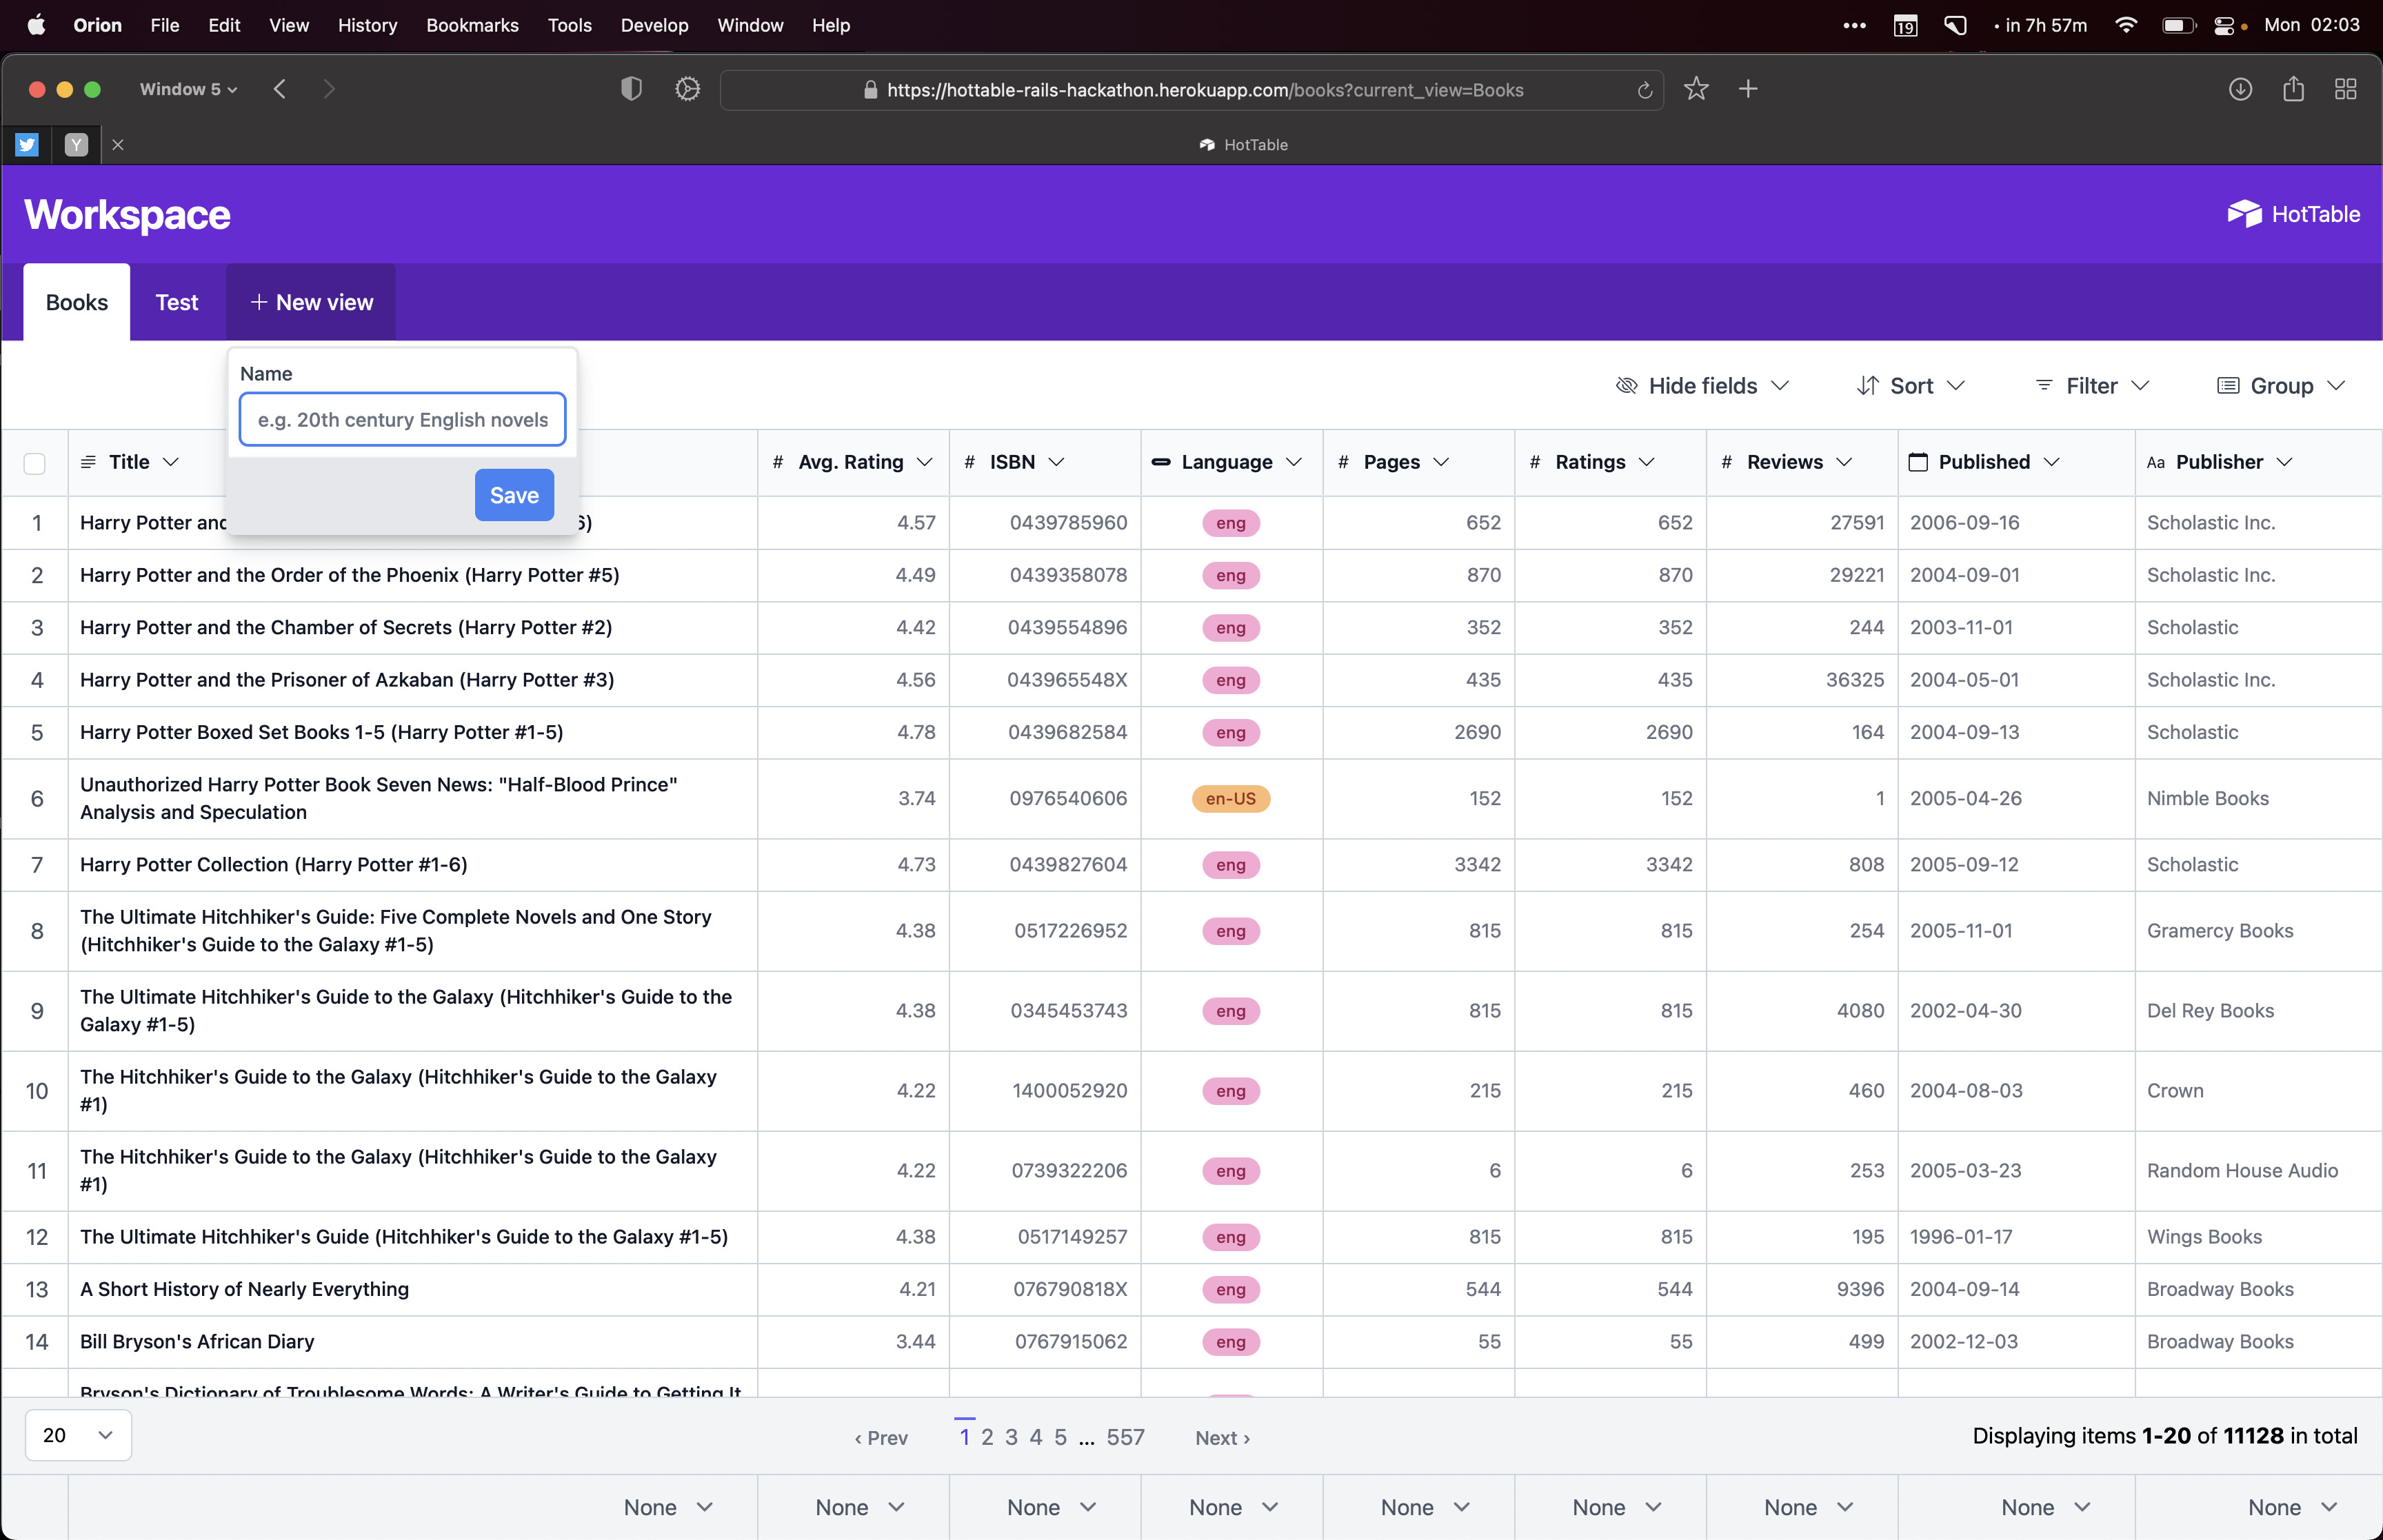 Orion File Edit View History Bookmarks Tools Develop Window Help ••• 19 • in 7h 57m Mon 02:03
Window 5 https://hottable-rails-hackathon.herokuapp.com/books?current_view=Books
Y HotTable
Workspace HotTable
Books Test + New view
Name
e.g. 20th century English novels
Save
Hide fields Sort Filter Group
Title # Avg. Rating # ISBN Language # Pages # Ratings # Reviews Published Aa Publisher
1 Harry Potter and 6) 4.57 0439785960 eng 652 652 27591 2006-09-16 Scholastic Inc.
2 Harry Potter and the Order of the Phoenix (Harry Potter #5) 4.49 0439358078 eng 870 870 29221 2004-09-01 Scholastic Inc.
3 Harry Potter and the Chamber of Secrets (Harry Potter #2) 4.42 0439554896 eng 352 352 244 2003-11-01 Scholastic
4 Harry Potter and the Prisoner of Azkaban (Harry Potter #3) 4.56 043965548X eng 435 435 36325 2004-05-01 Scholastic Inc.
5 Harry Potter Boxed Set Books 1-5 (Harry Potter #1-5) 4.78 0439682584 eng 2690 2690 164 2004-09-13 Scholastic
6 Unauthorized Harry Potter Book Seven News: "Half-Blood Prince"
Analysis and Speculation 3.74 0976540606 en-US 152 152 1 2005-04-26 Nimble Books
7 Harry Potter Collection (Harry Potter #1-6) 4.73 0439827604 eng 3342 3342 808 2005-09-12 Scholastic
8 The Ultimate Hitchhiker's Guide: Five Complete Novels and One Story
(Hitchhiker's Guide to the Galaxy #1-5) 4.38 0517226952 eng 815 815 254 2005-11-01 Gramercy Books
9 The Ultimate Hitchhiker's Guide to the Galaxy (Hitchhiker's Guide to the
Galaxy #1-5) 4.38 0345453743 eng 815 815 4080 2002-04-30 Del Rey Books
10 The Hitchhiker's Guide to the Galaxy (Hitchhiker's Guide to the Galaxy
#1) 4.22 1400052920 eng 215 215 460 2004-08-03 Crown
11 The Hitchhiker's Guide to the Galaxy (Hitchhiker's Guide to the Galaxy
#1) 4.22 0739322206 eng 6 6 253 2005-03-23 Random House Audio
12 The Ultimate Hitchhiker's Guide (Hitchhiker's Guide to the Galaxy #1-5) 4.38 0517149257 eng 815 815 195 1996-01-17 Wings Books
13 A Short History of Nearly Everything 4.21 076790818X eng 544 544 9396 2004-09-14 Broadway Books
14 Bill Bryson's African Diary 3.44 0767915062 eng 55 55 499 2002-12-03 Broadway Books
Bryson's Dictionary of Troublesome Words: A Writer's Guide to Getting It
20 ‹ Prev 1 2 3 4 5 ... 557 Next › Displaying items 1-20 of 11128 in total
None None None None None None None None None